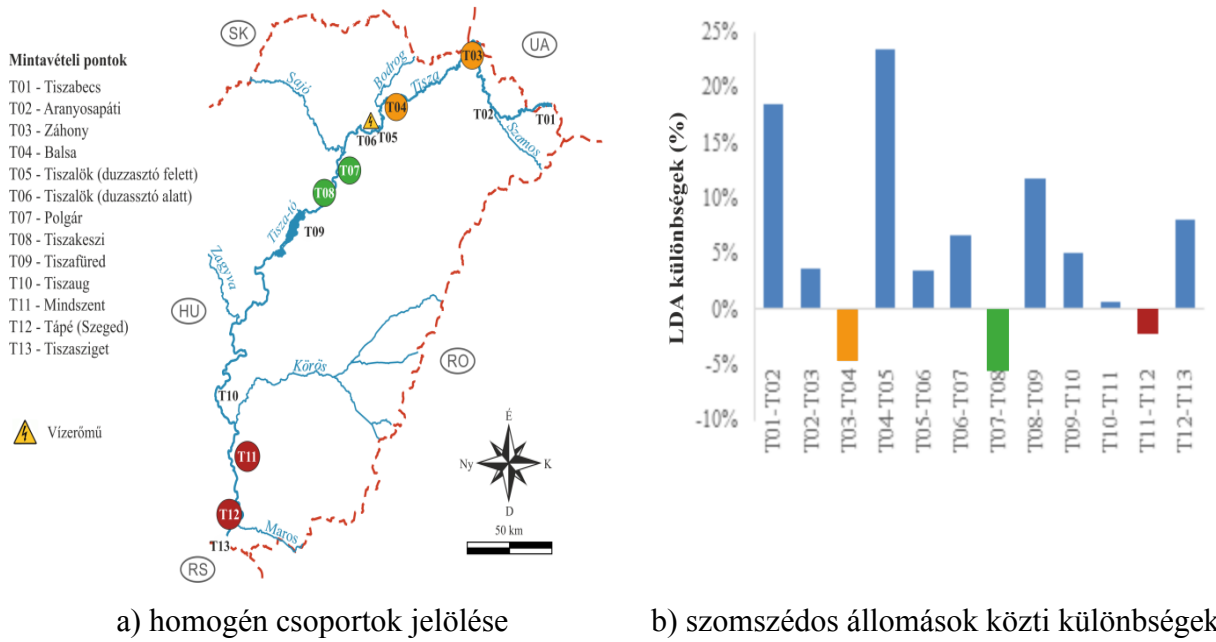 Mintavételi pontok
T01 - Tiszabecs
T02 - Aranyosapáti
T03 - Záhony
T04 - Balsa
T05 - Tiszalök (duzzasztó felett)
T06 - Tiszalök (duzassztó alatt)
T07 - Polgár
T08 - Tiszakeszi
T09 - Tiszafüred
T10 - Tiszaug
T11 - Mindszent
T12 - Tápé (Szeged)
T13 - Tiszasziget
Vízerőmű
SK
UA
HU
RO
RS
Sajó
Bodrog
Tisza
Szamos
Tisza-tó
Zagyva
Körös
Maros
T03
T04
T02
T01
T06
T05
T07
T08
T09
T10
T11
T12
T13
É
Ny
K
D
50 km
a) homogén csoportok jelölése
LDA különbségek (%)
25%
20%
15%
10%
5%
0%
-5%
-10%
T01-T02
T02-T03
T03-T04
T04-T05
T05-T06
T06-T07
T07-T08
T08-T09
T09-T10
T10-T11
T11-T12
T12-T13
b) szomszédos állomások közti különbségek